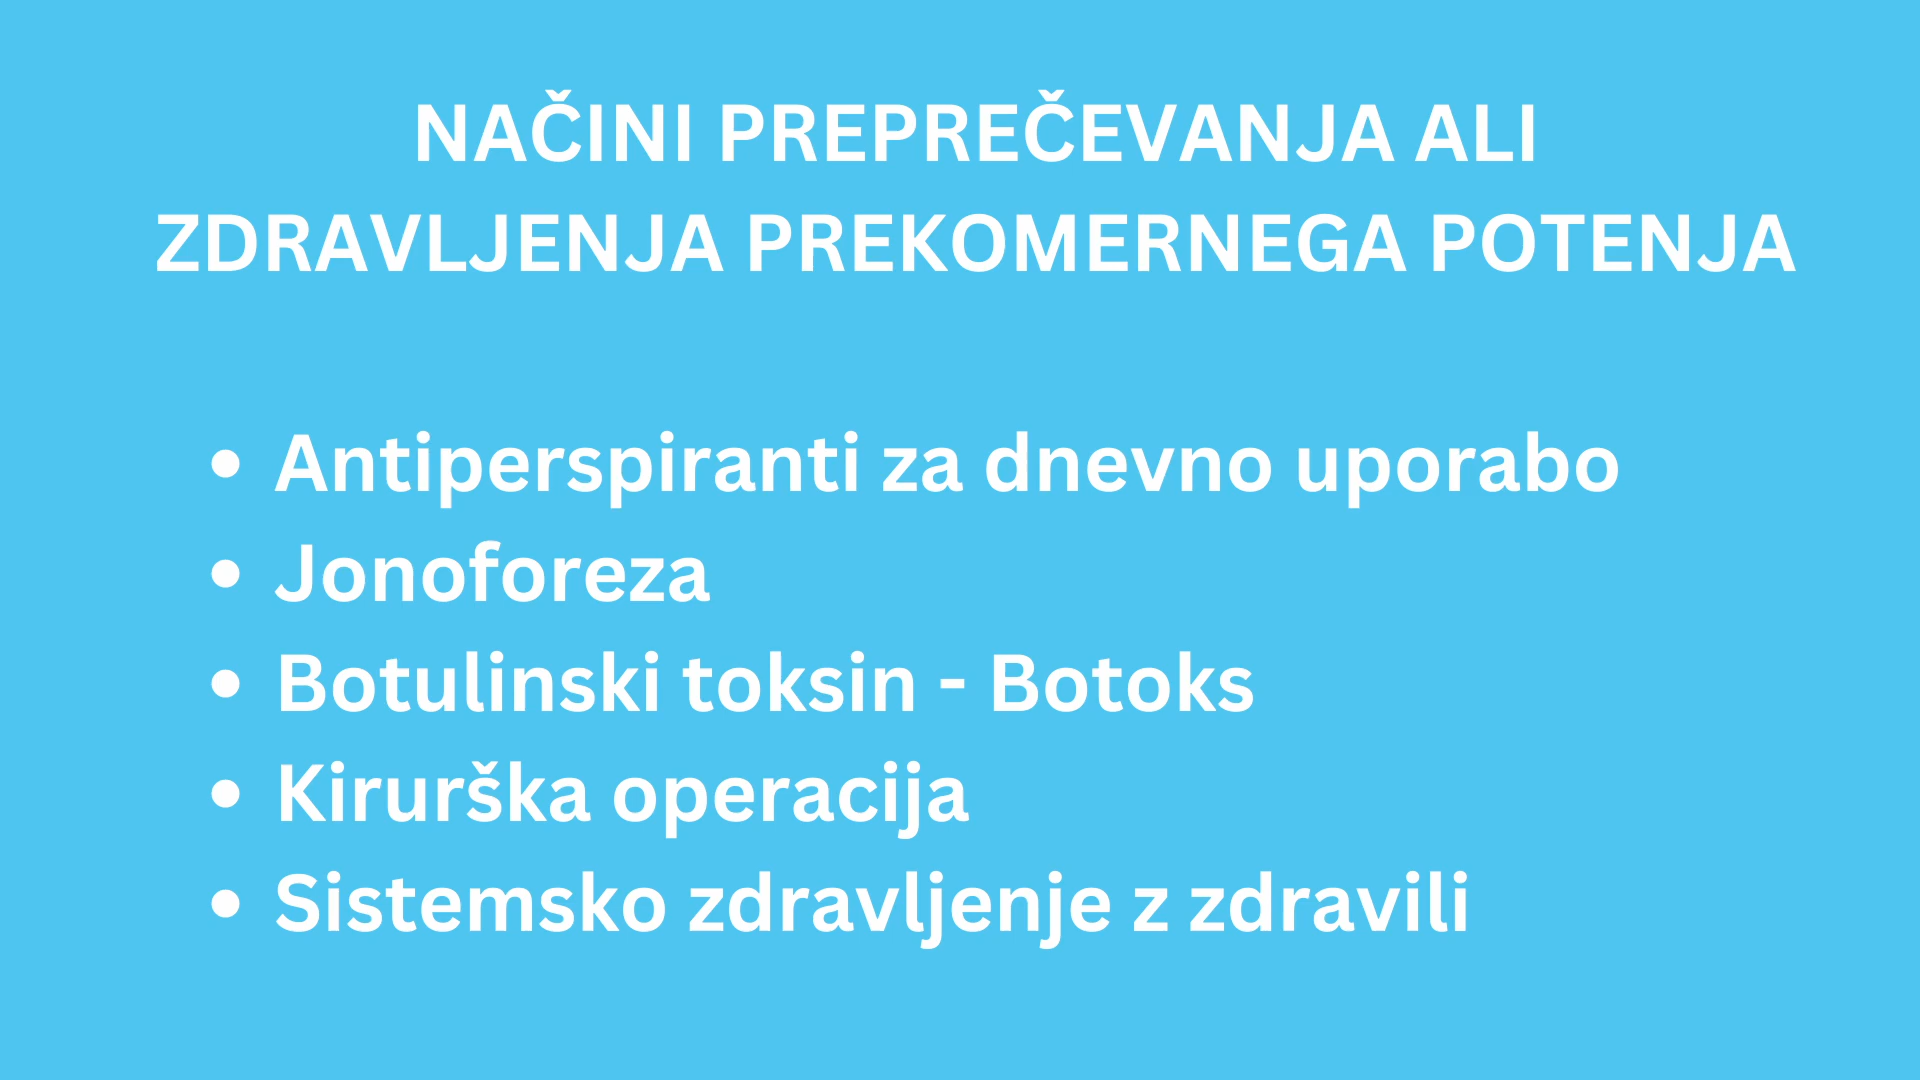 NAČINI PREPREČEVANJA ALI
ZDRAVLJENJA PREKOMERNEGA POTENJA
• Antiperspiranti za dnevno uporabo
• Jonoforeza
• Botulinski toksin - Botoks
• Kirurška operacija
• Sistemsko zdravljenje z zdravili